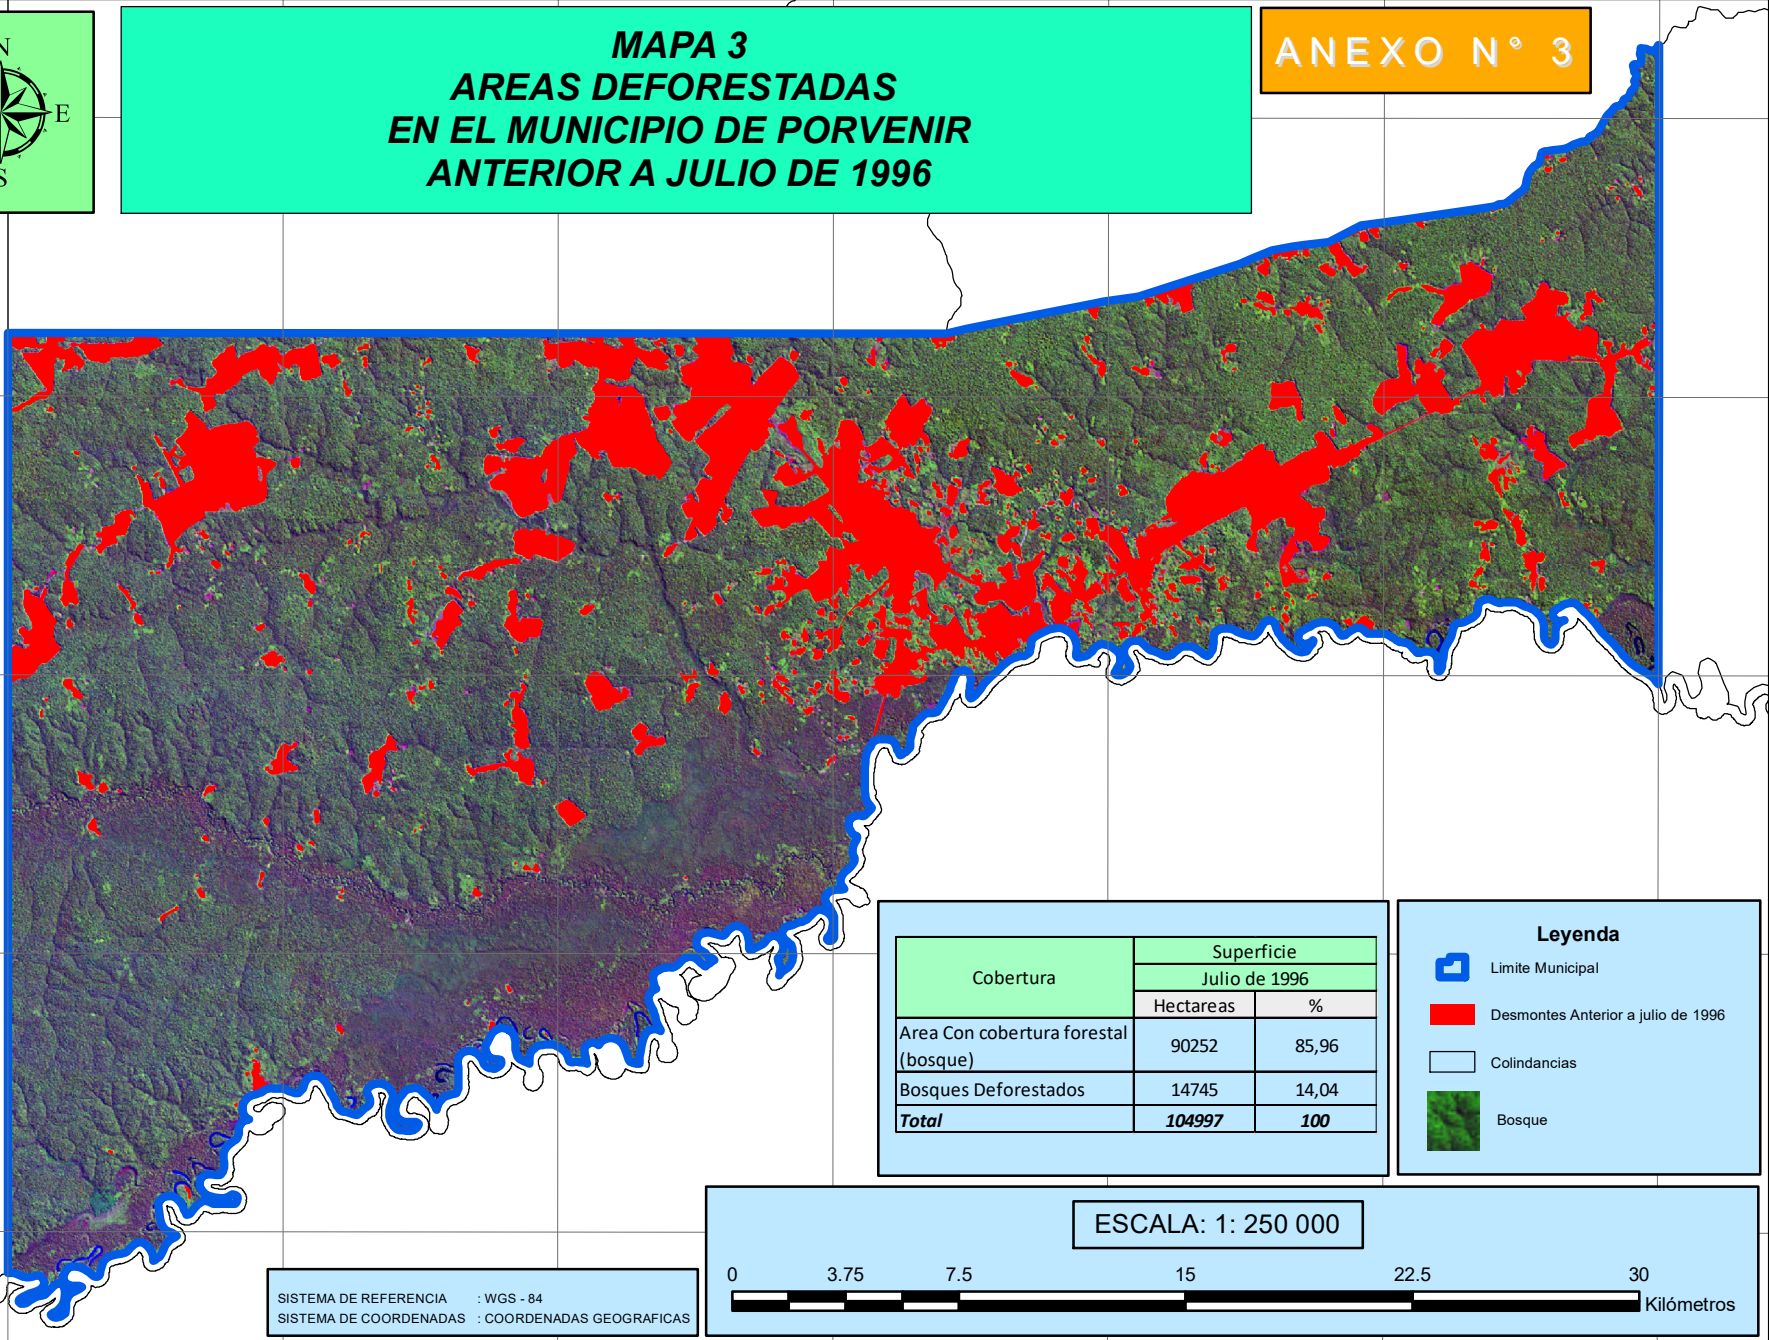 N
E
S
MAPA 3
AREAS DEFORESTADAS
EN EL MUNICIPIO DE PORVENIR
ANTERIOR A JULIO DE 1996
ANEXO N° 3
Cobertura
Superficie
Julio de 1996
Hectareas %
Area Con cobertura forestal
(bosque) 90252 85,96
Bosques Deforestados 14745 14,04
Total 104997 100
Leyenda
Limite Municipal
Desmontes Anterior a julio de 1996
Colindancias
Bosque
ESCALA: 1: 250 000
0 3.75 7.5 15 22.5 30
Kilómetros
SISTEMA DE REFERENCIA : WGS - 84
SISTEMA DE COORDENADAS : COORDENADAS GEOGRAFICAS